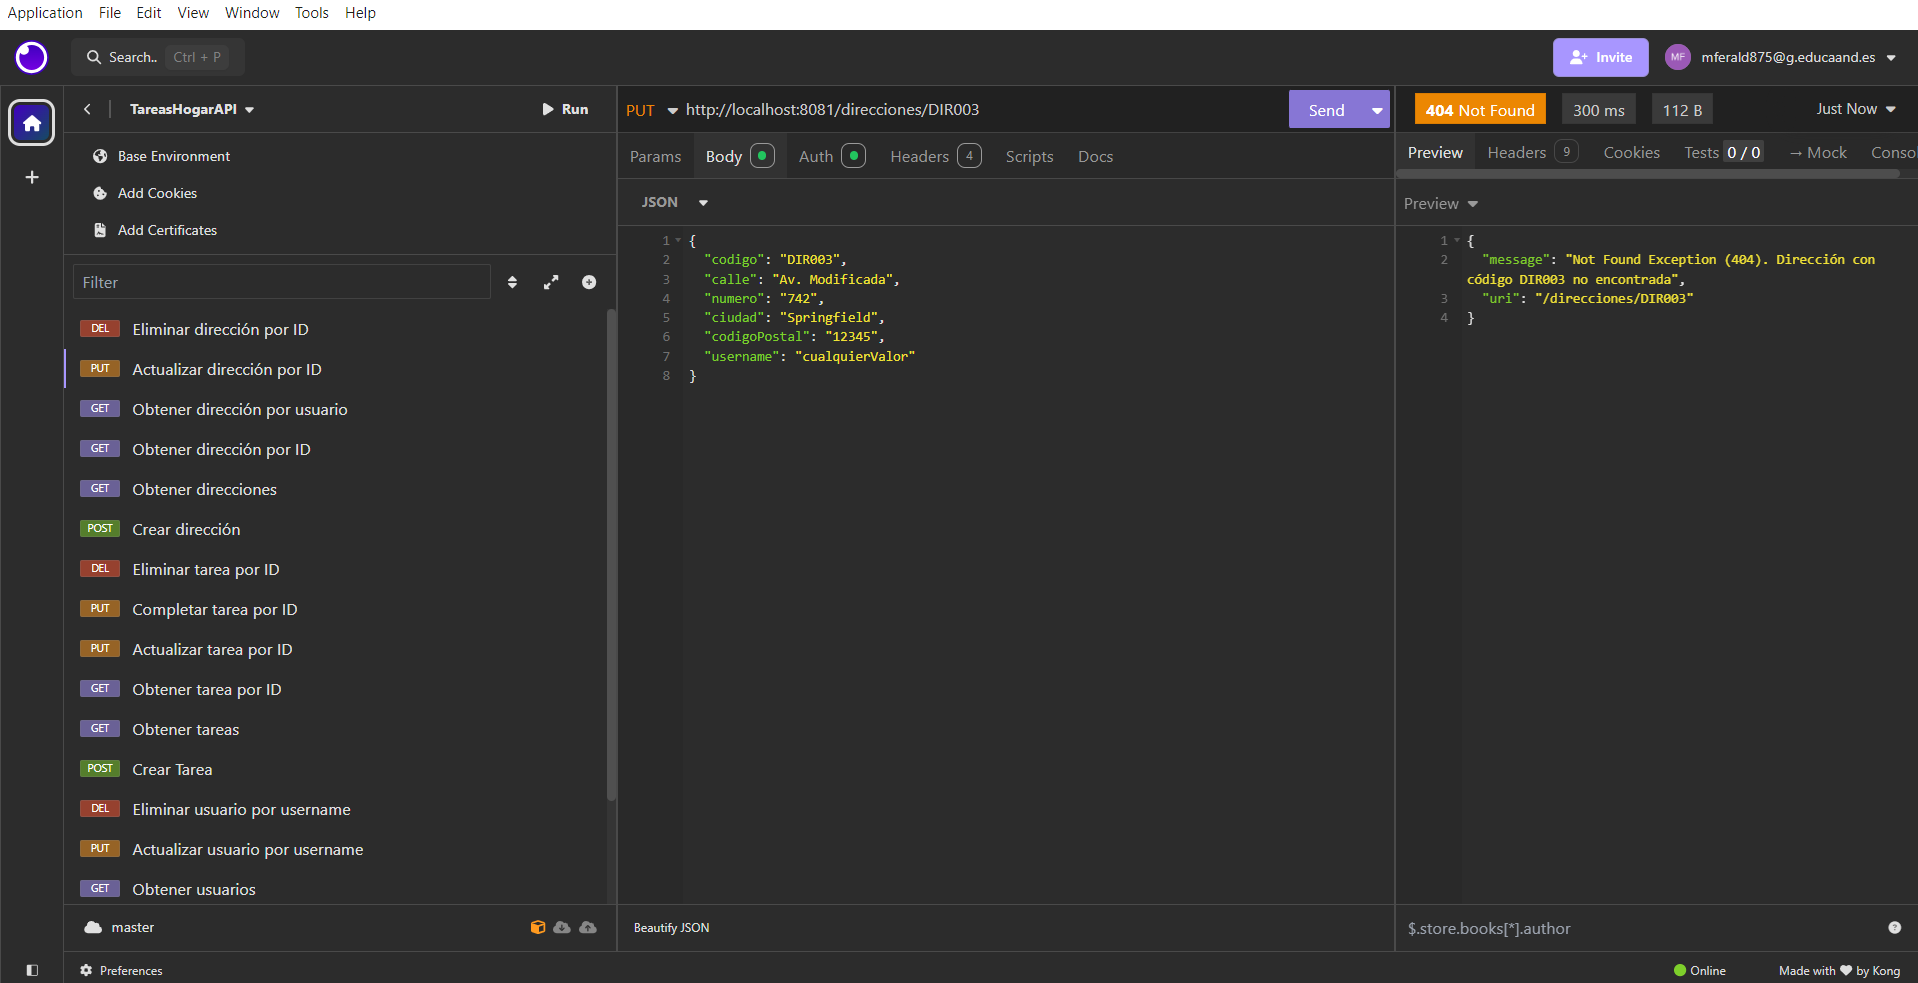 Application File Edit View Window Tools Help
Search.. Ctrl + P
Invite
MF mferald875@g.educaand.es
TareasHogarAPI
Run
Base Environment
Add Cookies
Add Certificates
Filter
DEL Eliminar dirección por ID
PUT Actualizar dirección por ID
GET Obtener dirección por usuario
GET Obtener dirección por ID
GET Obtener direcciones
POST Crear dirección
DEL Eliminar tarea por ID
PUT Completar tarea por ID
PUT Actualizar tarea por ID
GET Obtener tarea por ID
GET Obtener tareas
POST Crear Tarea
DEL Eliminar usuario por username
PUT Actualizar usuario por username
GET Obtener usuarios
master
Preferences
PUT http://localhost:8081/direcciones/DIR003
Send
Params Body Auth Headers 4 Scripts Docs
JSON
1 {
2 "codigo": "DIR003",
3 "calle": "Av. Modificada",
4 "numero": "742",
5 "ciudad": "Springfield",
6 "codigoPostal": "12345",
7 "username": "cualquierValor"
8 }
Beautify JSON
404 Not Found 300 ms 112 B Just Now
Preview Headers 9 Cookies Tests 0 / 0 → Mock Conso
Preview
1 {
2 "message": "Not Found Exception (404). Dirección con
código DIR003 no encontrada",
3 "uri": "/direcciones/DIR003"
4 }
$.store.books[*].author
Online
Made with ♥ by Kong